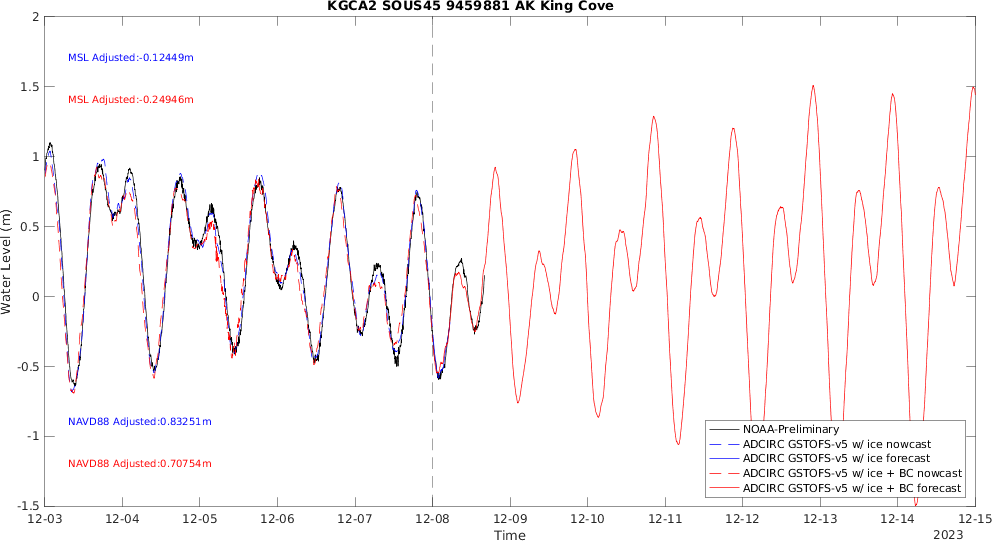 KGCA2 SOUS45 9459881 AK King Cove
2
1.5
1
0.5
0
-0.5
-1
-1.5
Water Level (m)
MSL Adjusted:-0.12449m
MSL Adjusted:-0.24946m
NAVD88 Adjusted:0.83251m
NAVD88 Adjusted:0.70754m
NOAA-Preliminary
ADCIRC GSTOFS-v5 w/ ice nowcast
ADCIRC GSTOFS-v5 w/ ice forecast
ADCIRC GSTOFS-v5 w/ ice + BC nowcast
ADCIRC GSTOFS-v5 w/ ice + BC forecast
12-03 12-04 12-05 12-06 12-07 12-08 12-09 12-10 12-11 12-12 12-13 12-14 12-15
Time
2023